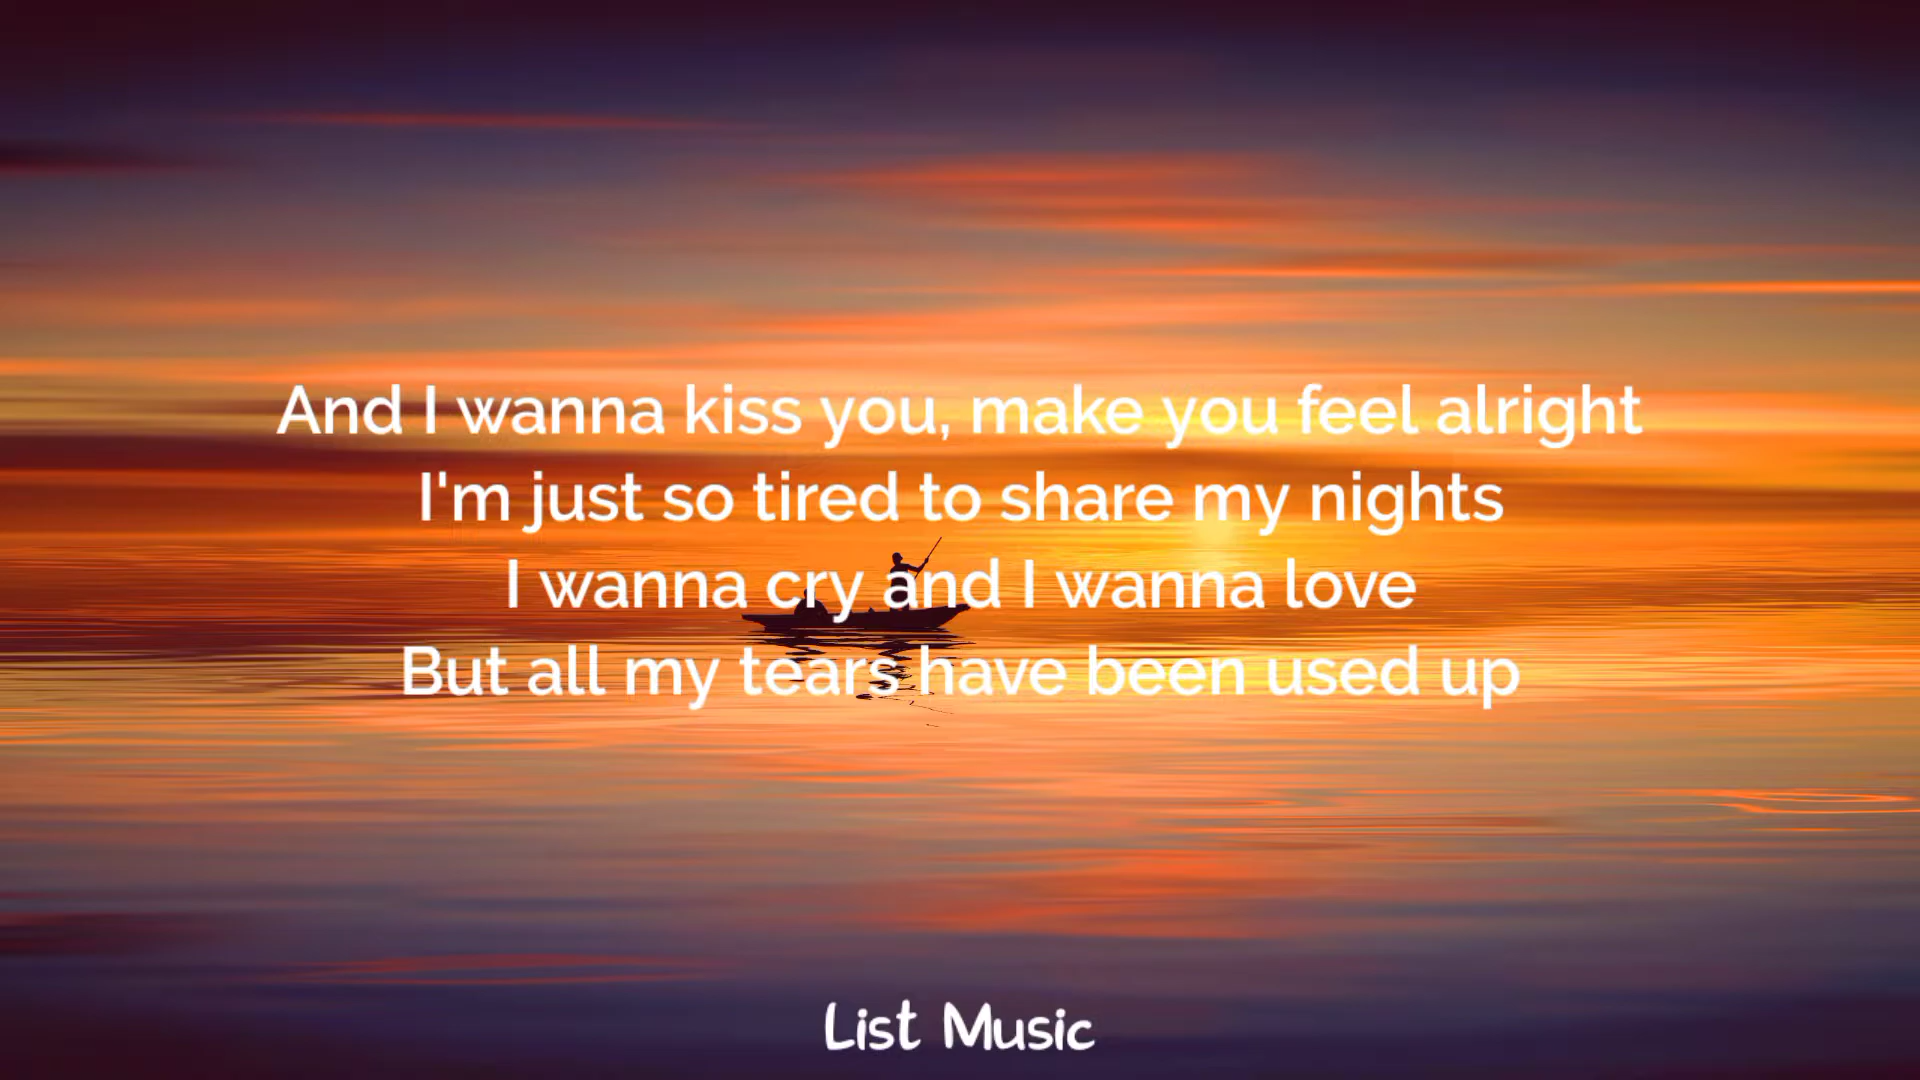 And I wanna kiss you, make you feel alright
I'm just so tired to share my nights
I wanna cry and I wanna love
But all my tears have been used up
List Music